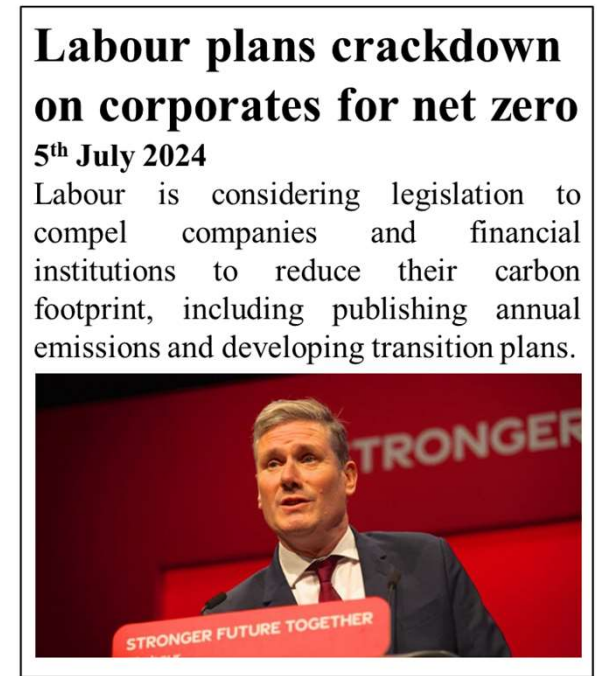 Labour plans crackdown
on corporates for net zero
5th July 2024
Labour is considering legislation to
compel companies and financial
institutions to reduce their carbon
footprint, including publishing annual
emissions and developing transition plans.
TRONGER
STRONGER FUTURE TOGETHER